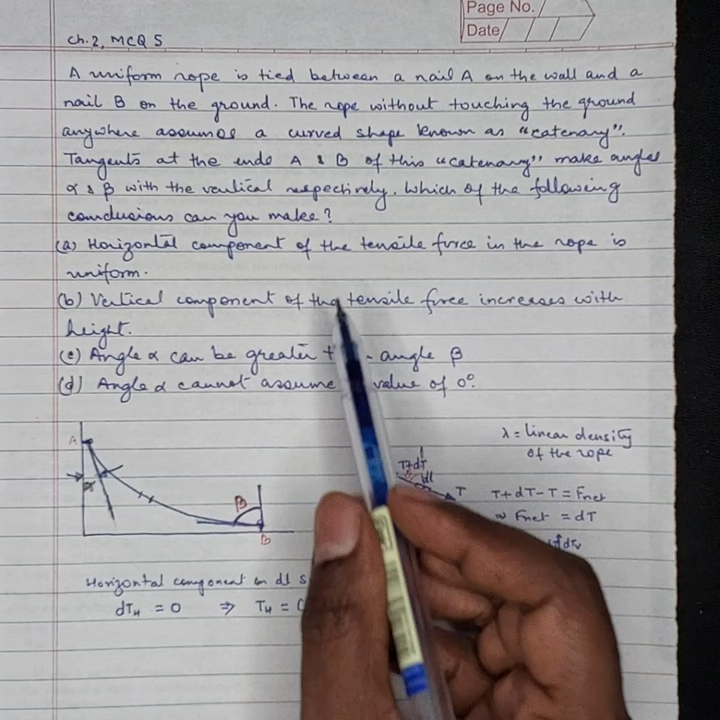 Page No.
Date
Ch.2, MCQ 5
A uniform rope is tied between a nail A on the wall and a
nail B on the ground. The rope without touching the ground
anywhere assumes a curved shape known as "catenary".
Tangents at the ends A & B of this "catenary" make angles
α & β with the vertical respectively. Which of the following
conclusions can you make?
(a) Horizontal component of the tensile force in the rope is
uniform.
(b) Vertical component of the tensile force increases with
height.
(c) Angle α can be greater angle β
(d) Angle α cannot assume value of 0°.
λ = linear density
of the rope
A
T+dT
dl
T
T+dT-T = Fnet
⇒ Fnet = dT
α
β
B
Horizontal component on dl
dT_H = 0 ⇒ T_H =